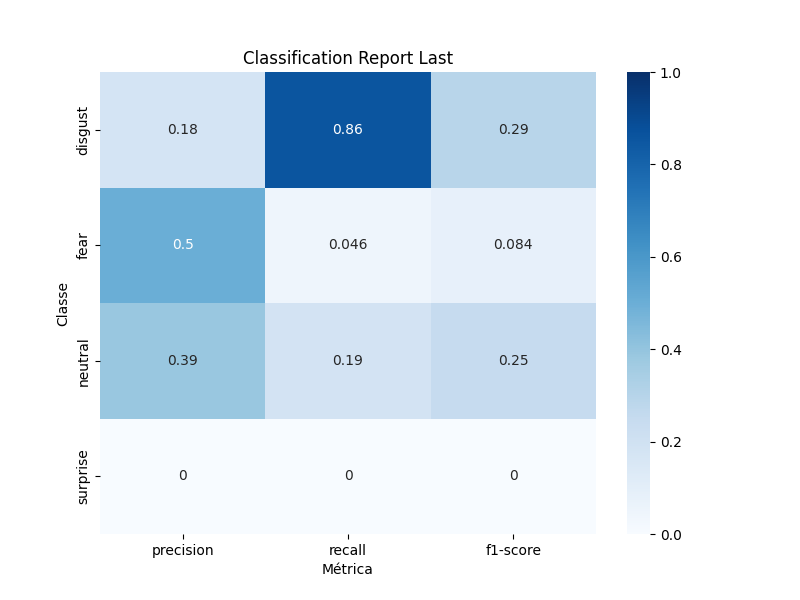 Classification Report Last
Classe
disgust 0.18 0.86 0.29
fear 0.5 0.046 0.084
neutral 0.39 0.19 0.25
surprise 0 0 0
precision recall f1-score
Métrica
1.0
0.8
0.6
0.4
0.2
0.0